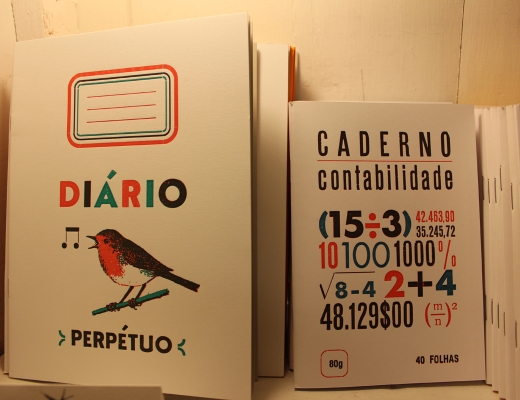 DIÁRIO
PERPÉTUO
CADERNO
contabilidade
(15÷3) 42.463,90
35.245,72
10 100 1000%
√8-4 2+4
48.129$00 (m/n)²
80g
40 FOLHAS